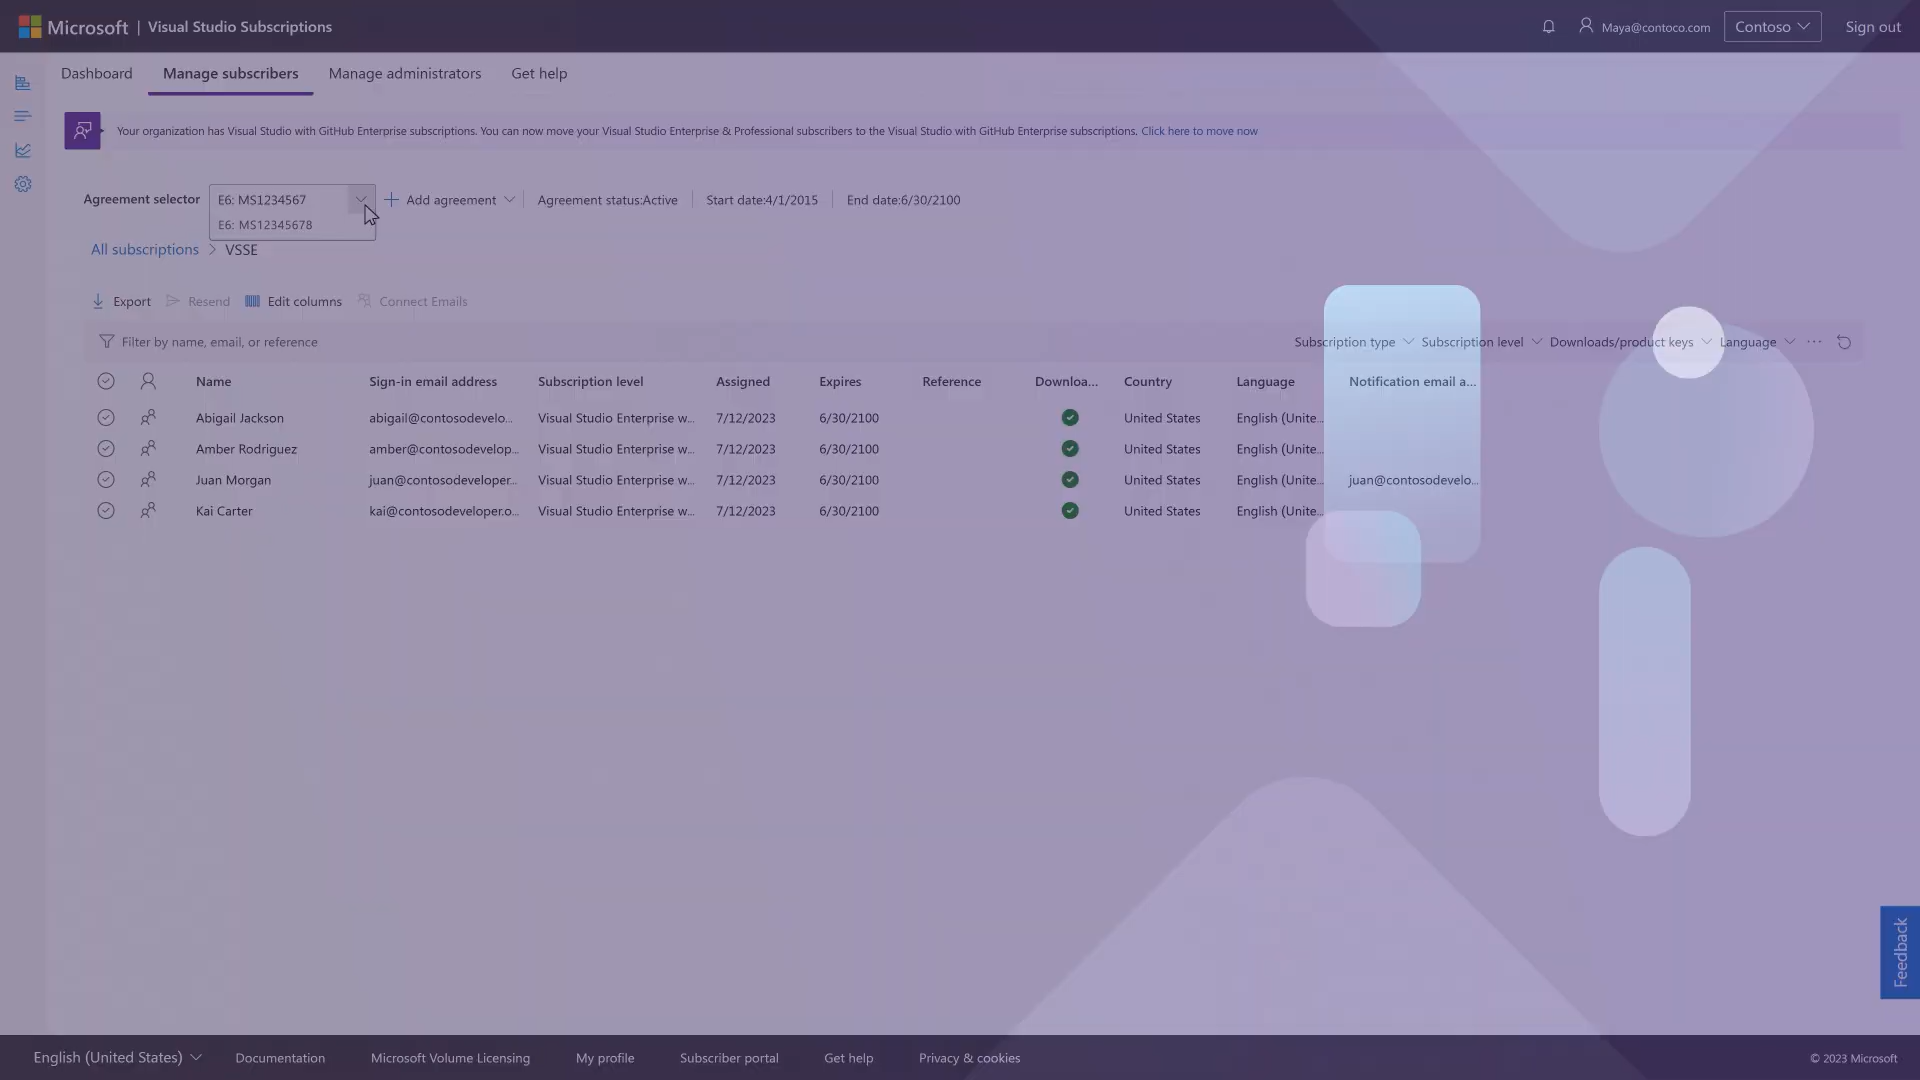 Microsoft | Visual Studio Subscriptions
Maya@contoco.com
Contoso
Sign out
Dashboard
Manage subscribers
Manage administrators
Get help
Your organization has Visual Studio with GitHub Enterprise subscriptions. You can now move your Visual Studio Enterprise & Professional subscribers to the Visual Studio with GitHub Enterprise subscriptions. Click here to move now
Agreement selector
E6: MS1234567
E6: MS12345678
Add agreement
Agreement status:Active
Start date:4/1/2015
End date:6/30/2100
All subscriptions > VSSE
Export
Resend
Edit columns
Connect Emails
Filter by name, email, or reference
Subscription type
Subscription level
Downloads/product keys
Language
...
Name Sign-in email address Subscription level Assigned Expires Reference Downloa... Country Language Notification email a...
Abigail Jackson abigail@contosodevelo... Visual Studio Enterprise w... 7/12/2023 6/30/2100 United States English (Unite...
Amber Rodriguez amber@contosodevelop... Visual Studio Enterprise w... 7/12/2023 6/30/2100 United States English (Unite...
Juan Morgan juan@contosodeveloper... Visual Studio Enterprise w... 7/12/2023 6/30/2100 United States English (Unite... juan@contosodevelo...
Kai Carter kai@contosodeveloper.o... Visual Studio Enterprise w... 7/12/2023 6/30/2100 United States English (Unite...
Feedback
English (United States)
Documentation
Microsoft Volume Licensing
My profile
Subscriber portal
Get help
Privacy & cookies
© 2023 Microsoft